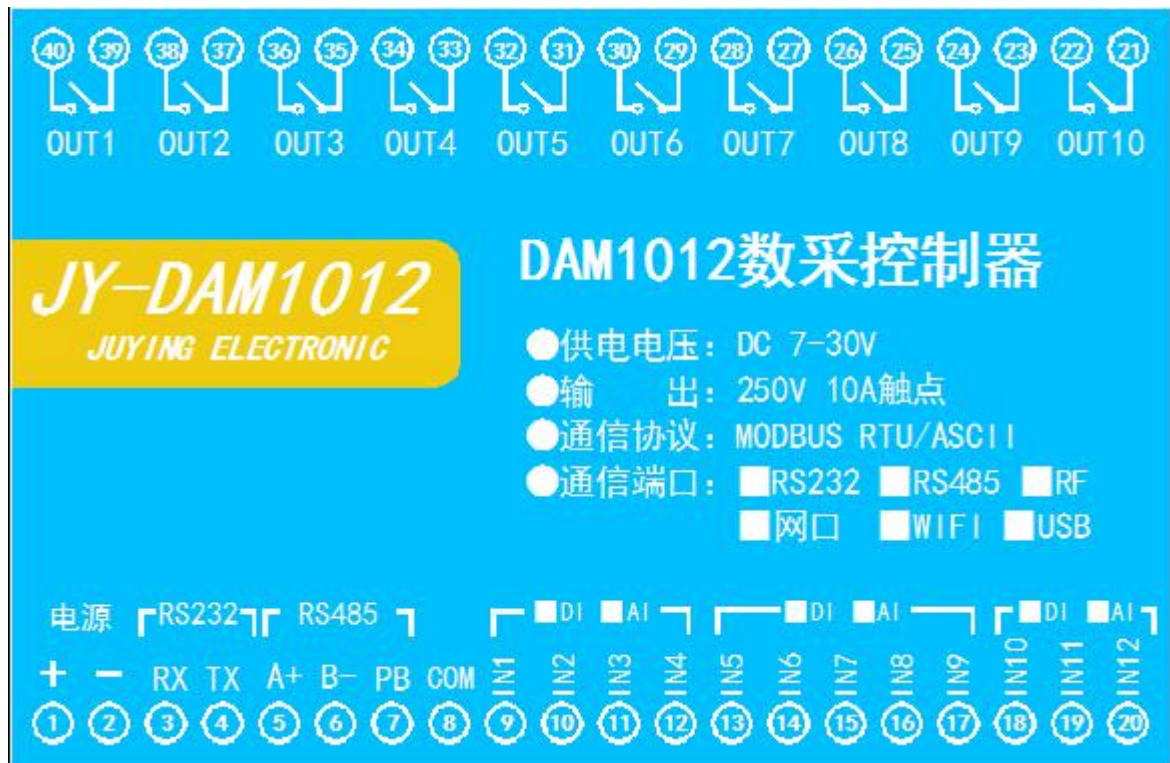 40 39 38 37 36 35 34 33 32 31 30 29 28 27 26 25 24 23 22 21
OUT1 OUT2 OUT3 OUT4 OUT5 OUT6 OUT7 OUT8 OUT9 OUT10
DAM1012数采控制器
JY-DAM1012
JUYING ELECTRONIC
●供电电压：DC 7-30V
●输 出：250V 10A触点
●通信协议：MODBUS RTU/ASCII
●通信端口：■RS232 ■RS485 ■RF
■网口 ■WIFI ■USB
电源 RS232 RS485 ■DI ■AI ■DI ■AI ■DI ■AI
+ - RX TX A+ B- PB COM IN1 IN2 IN3 IN4 IN5 IN6 IN7 IN8 IN9 IN10 IN11 IN12
1 2 3 4 5 6 7 8 9 10 11 12 13 14 15 16 17 18 19 20